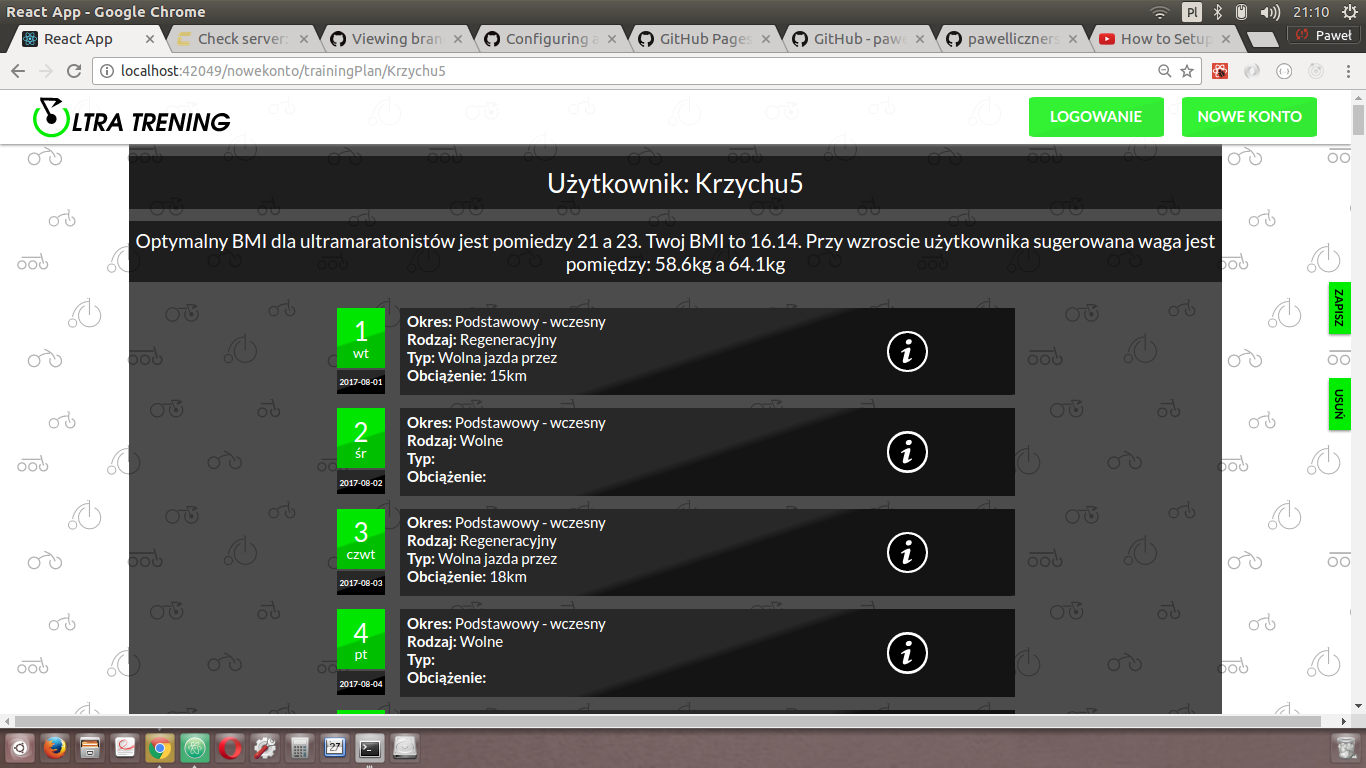 React App - Google Chrome
Pl
21:10
React App
Check server:
Viewing bran
Configuring a
GitHub Pages
GitHub - pawe
pawelliczners
How to Setup
Paweł
localhost:42049/nowekonto/trainingPlan/Krzychu5
LTRA TRENING
LOGOWANIE
NOWE KONTO
Użytkownik: Krzychu5
Optymalny BMI dla ultramaratonistów jest pomiedzy 21 a 23. Twoj BMI to 16.14. Przy wzroscie użytkownika sugerowana waga jest
pomiędzy: 58.6kg a 64.1kg
ZAPISZ
USUŃ
1
wt
2017-08-01
Okres: Podstawowy - wczesny
Rodzaj: Regeneracyjny
Typ: Wolna jazda przez
Obciążenie: 15km
i
2
śr
2017-08-02
Okres: Podstawowy - wczesny
Rodzaj: Wolne
Typ:
Obciążenie:
i
3
czwt
2017-08-03
Okres: Podstawowy - wczesny
Rodzaj: Regeneracyjny
Typ: Wolna jazda przez
Obciążenie: 18km
i
4
pt
2017-08-04
Okres: Podstawowy - wczesny
Rodzaj: Wolne
Typ:
Obciążenie:
i
27